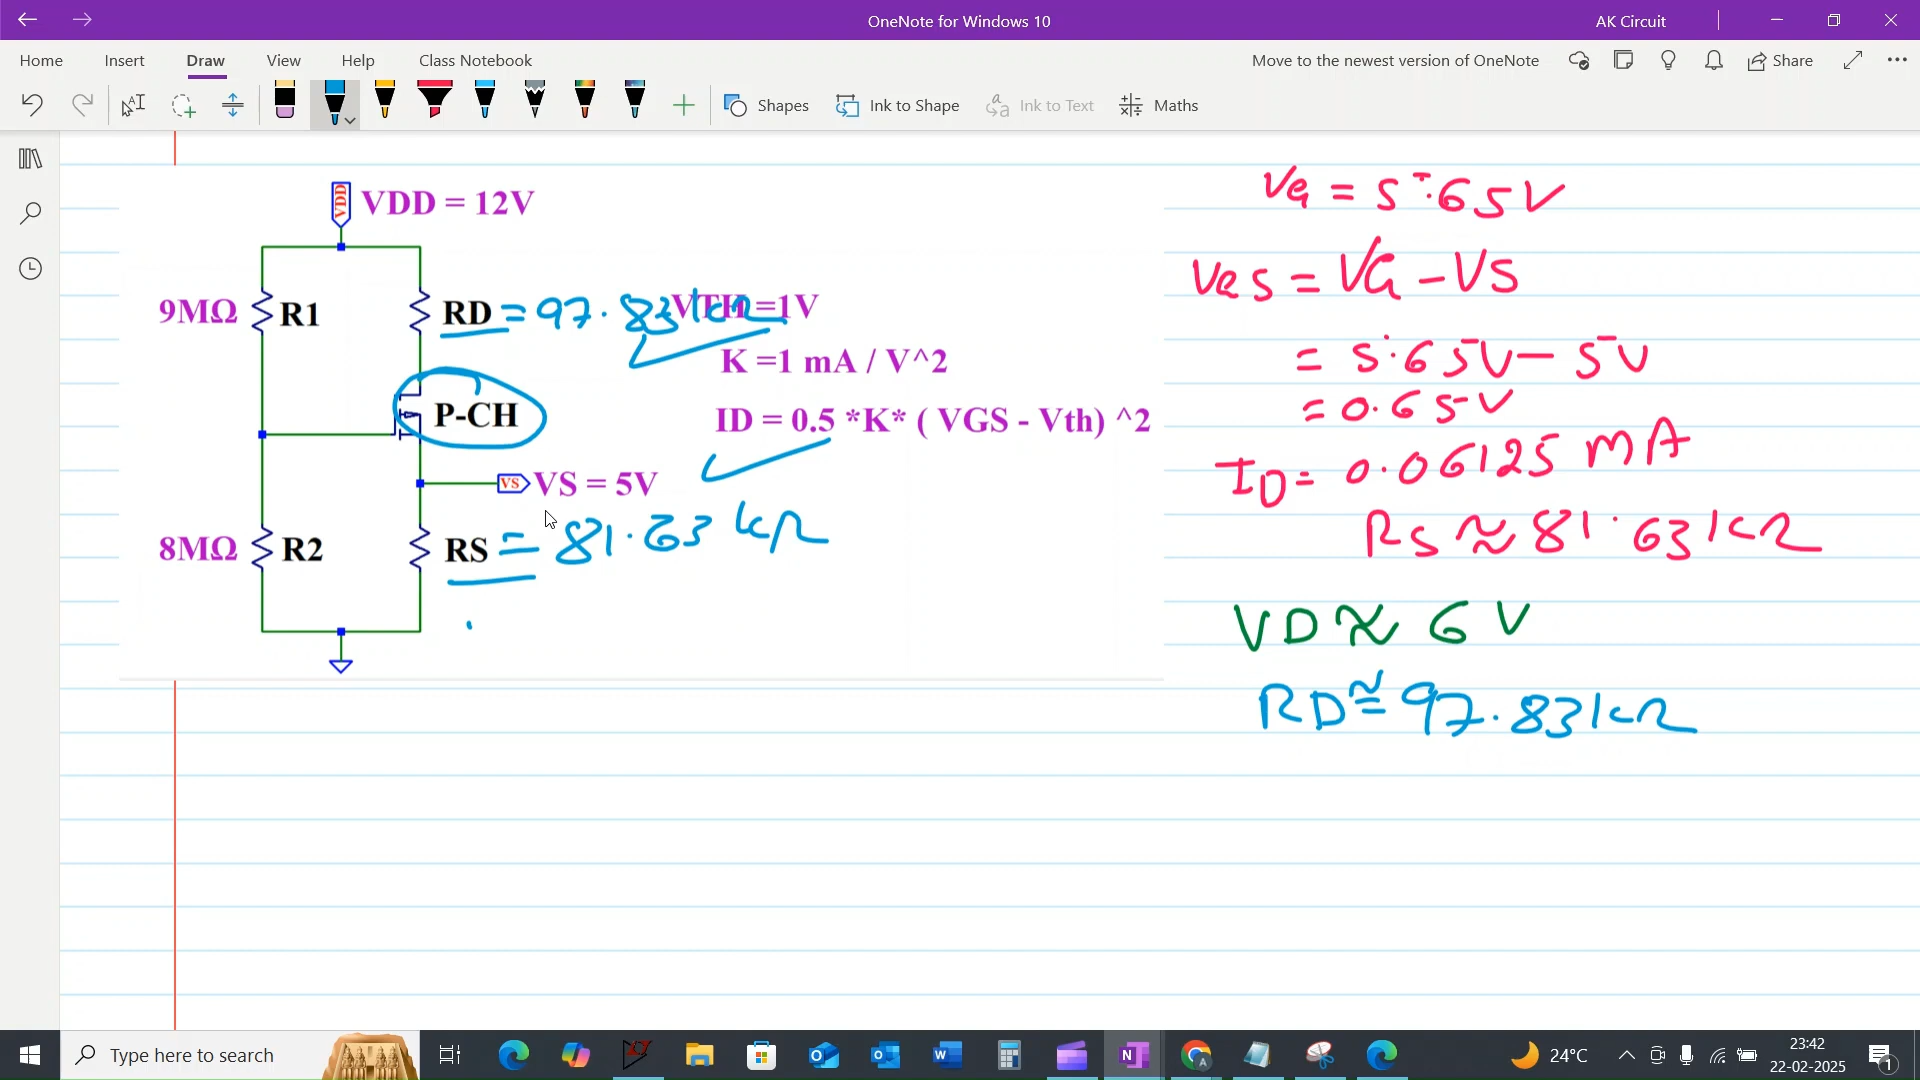 OneNote for Windows 10
AK Circuit
Home Insert Draw View Help Class Notebook
Move to the newest version of OneNote
Share
Shapes Ink to Shape Ink to Text Maths
VDD
VDD = 12V
9MΩ R1
RD = 97.83kΩ
VTH =1V
K =1 mA / V^2
P-CH
ID = 0.5 *K* ( VGS - Vth) ^2
VS
VS = 5V
8MΩ R2
RS = 81.63 kΩ
VG = 5.65V
VGS = VG - VS
= 5.65V - 5V
= 0.65V
ID = 0.06125 mA
RS ≈ 81.63kΩ
VD ≈ 6V
RD ≅ 97.83kΩ
Type here to search
24°C
23:42
22-02-2025
1